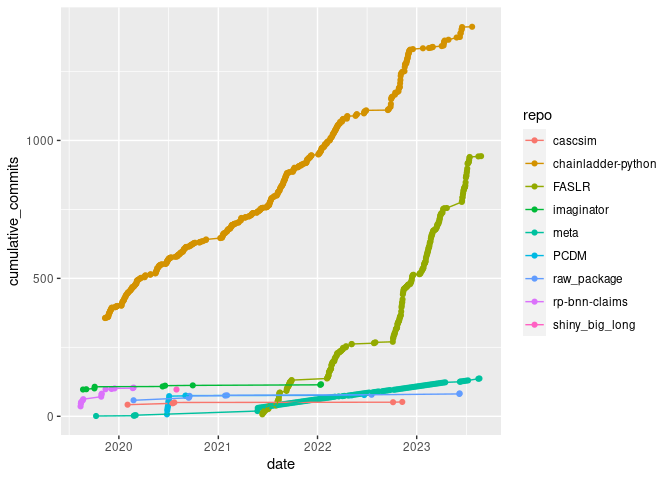 cumulative_commits
1000
500
0
2020
2021
2022
2023
date
repo
cascsim
chainladder-python
FASLR
imaginator
meta
PCDM
raw_package
rp-bnn-claims
shiny_big_long